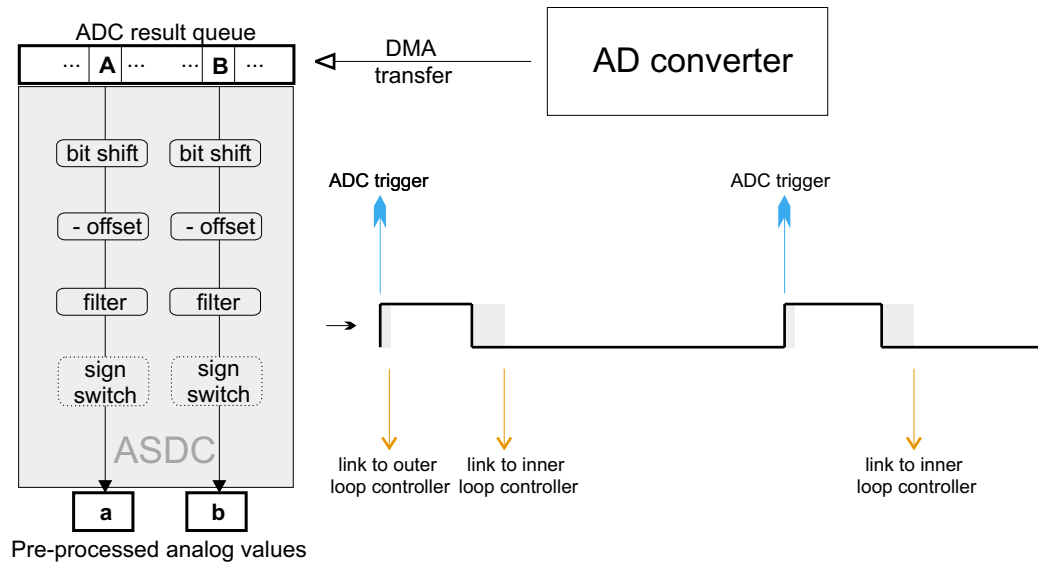 ADC result queue
... A ... ... B ...
DMA
transfer
AD converter
bit shift bit shift
- offset - offset
filter filter
sign
switch
sign
switch
ASDC
a b
Pre-processed analog values
ADC trigger
ADC trigger
link to outer
loop controller
link to inner
loop controller
link to inner
loop controller